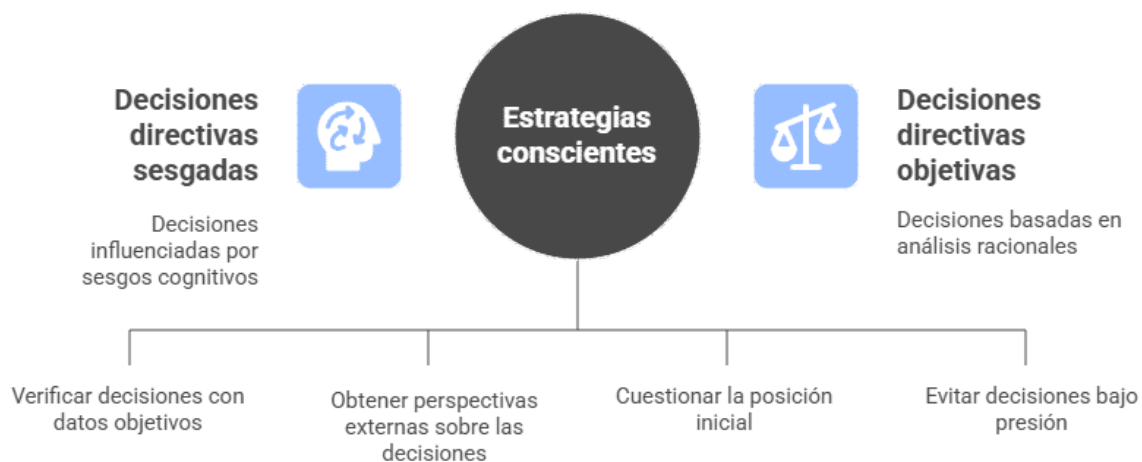 Decisiones
directivas
sesgadas
Decisiones
influenciadas por
sesgos cognitivos
Estrategias
conscientes
Decisiones
directivas
objetivas
Decisiones basadas en
análisis racionales
Verificar decisiones con
datos objetivos
Obtener perspectivas
externas sobre las
decisiones
Cuestionar la posición
inicial
Evitar decisiones bajo
presión